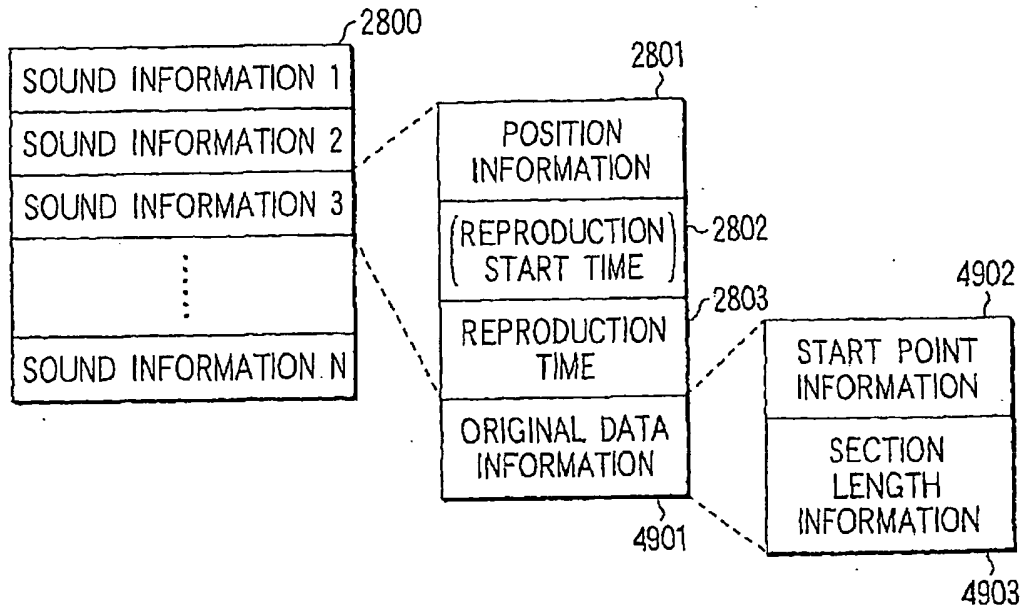 2800
SOUND INFORMATION 1
SOUND INFORMATION 2
SOUND INFORMATION 3
SOUND INFORMATION N
2801
POSITION
INFORMATION
(REPRODUCTION
START TIME)
2802
REPRODUCTION
TIME
2803
ORIGINAL DATA
INFORMATION
4901
4902
START POINT
INFORMATION
SECTION
LENGTH
INFORMATION
4903